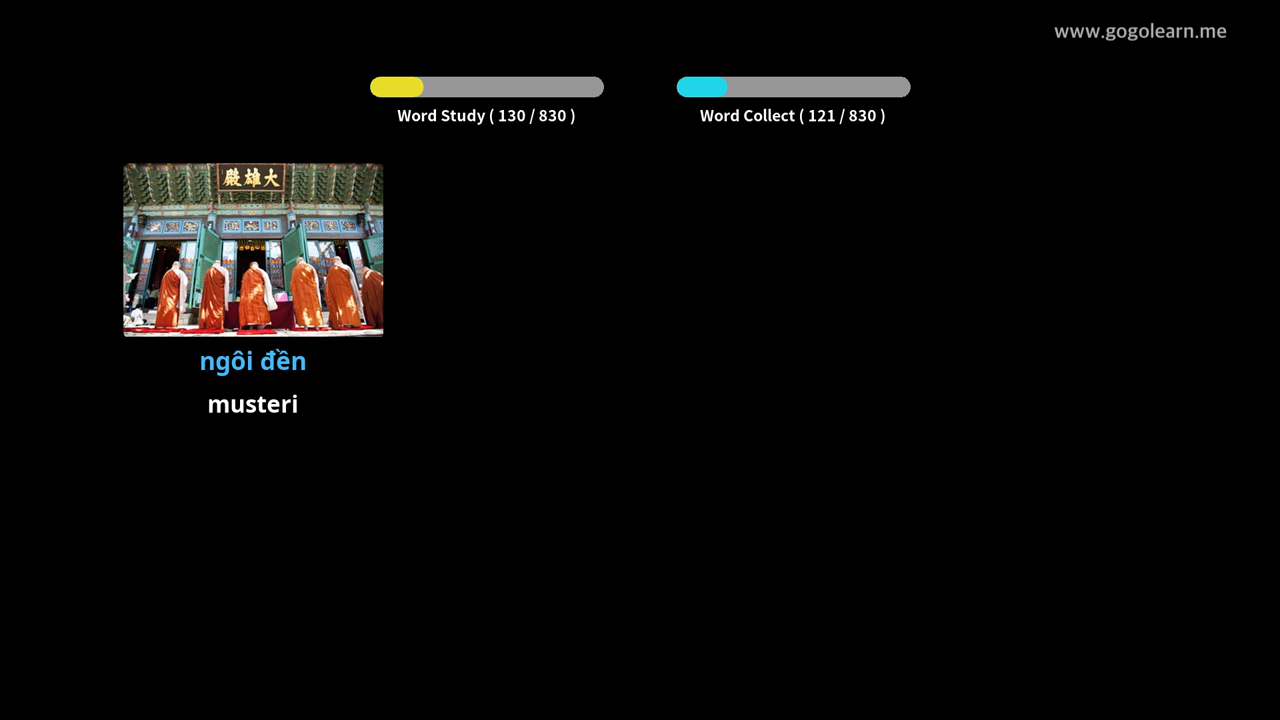 www.gogolearn.me
Word Study ( 130 / 830 )
Word Collect ( 121 / 830 )
殿雄大
ngôi đền
musteri